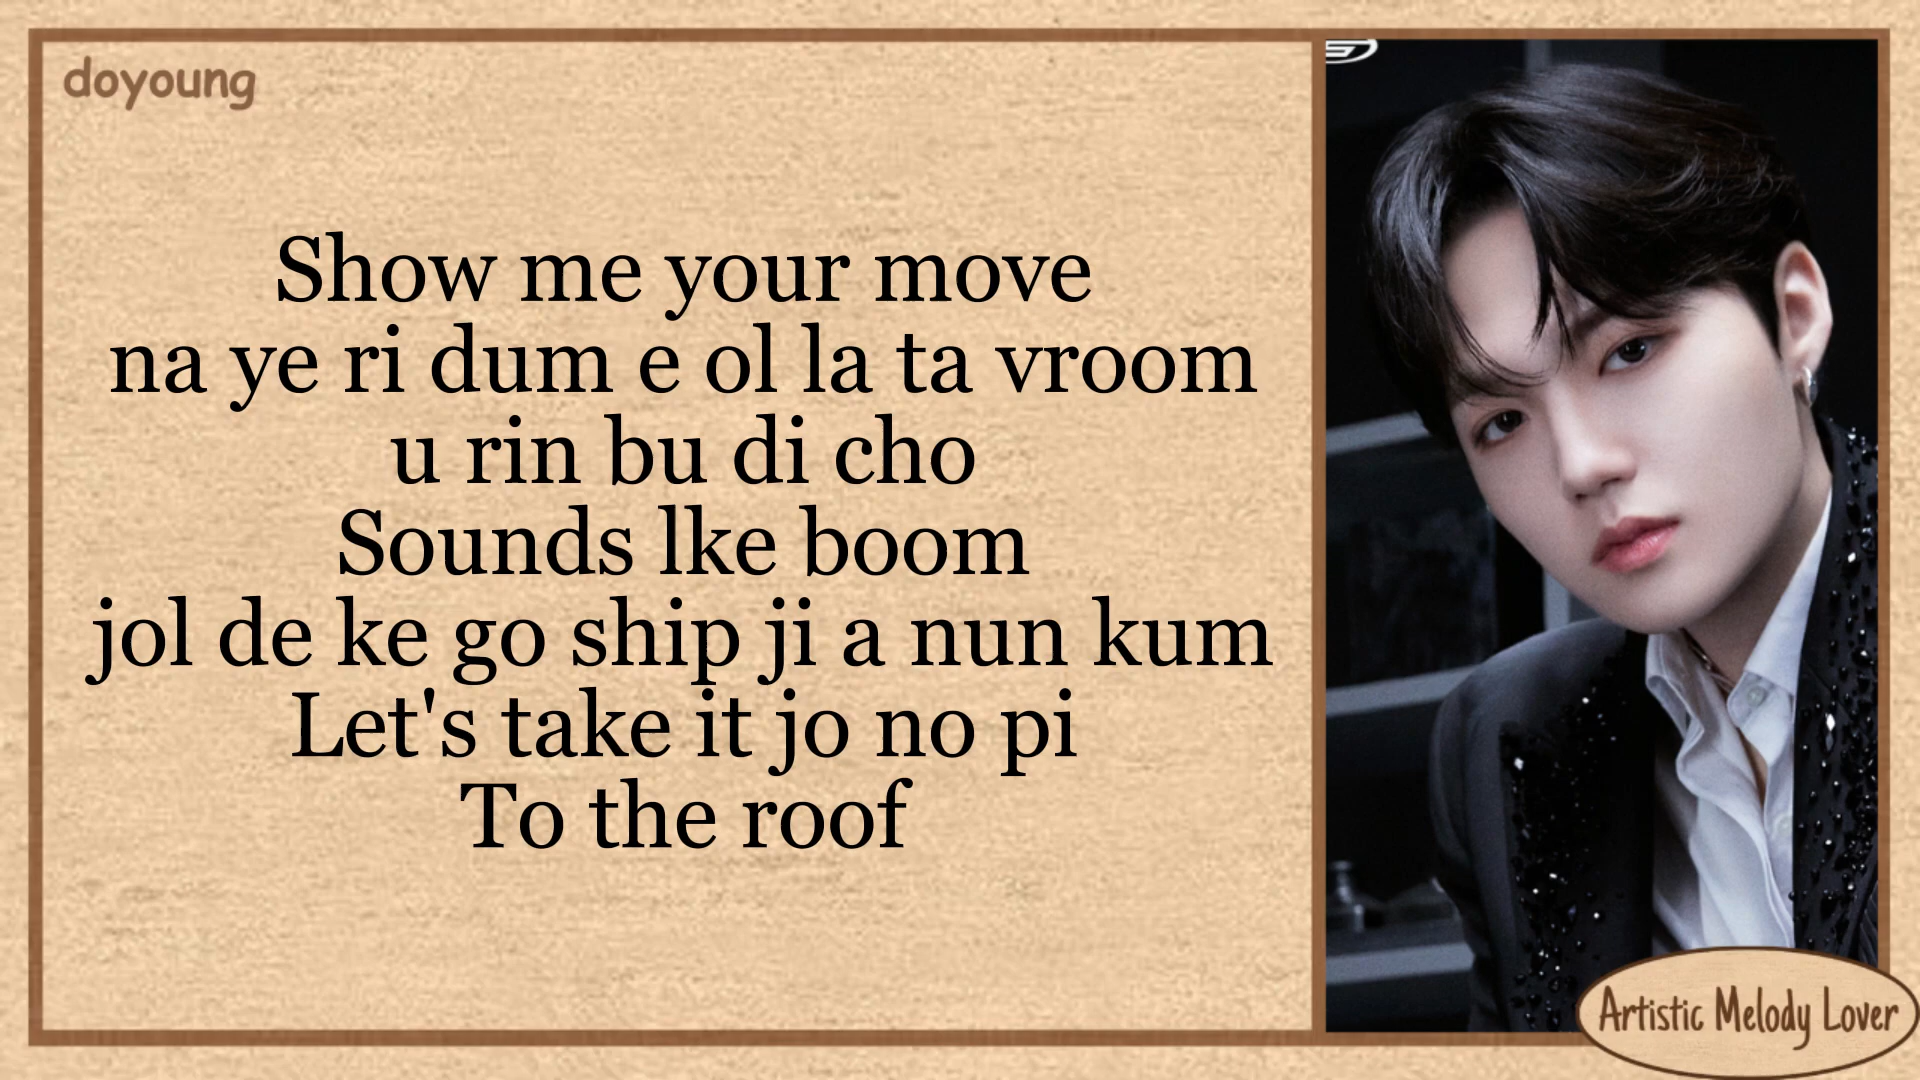 doyoung
Show me your move
na ye ri dum e ol la ta vroom
u rin bu di cho
Sounds lke boom
jol de ke go ship ji a nun kum
Let's take it jo no pi
To the roof
Artistic Melody Lover